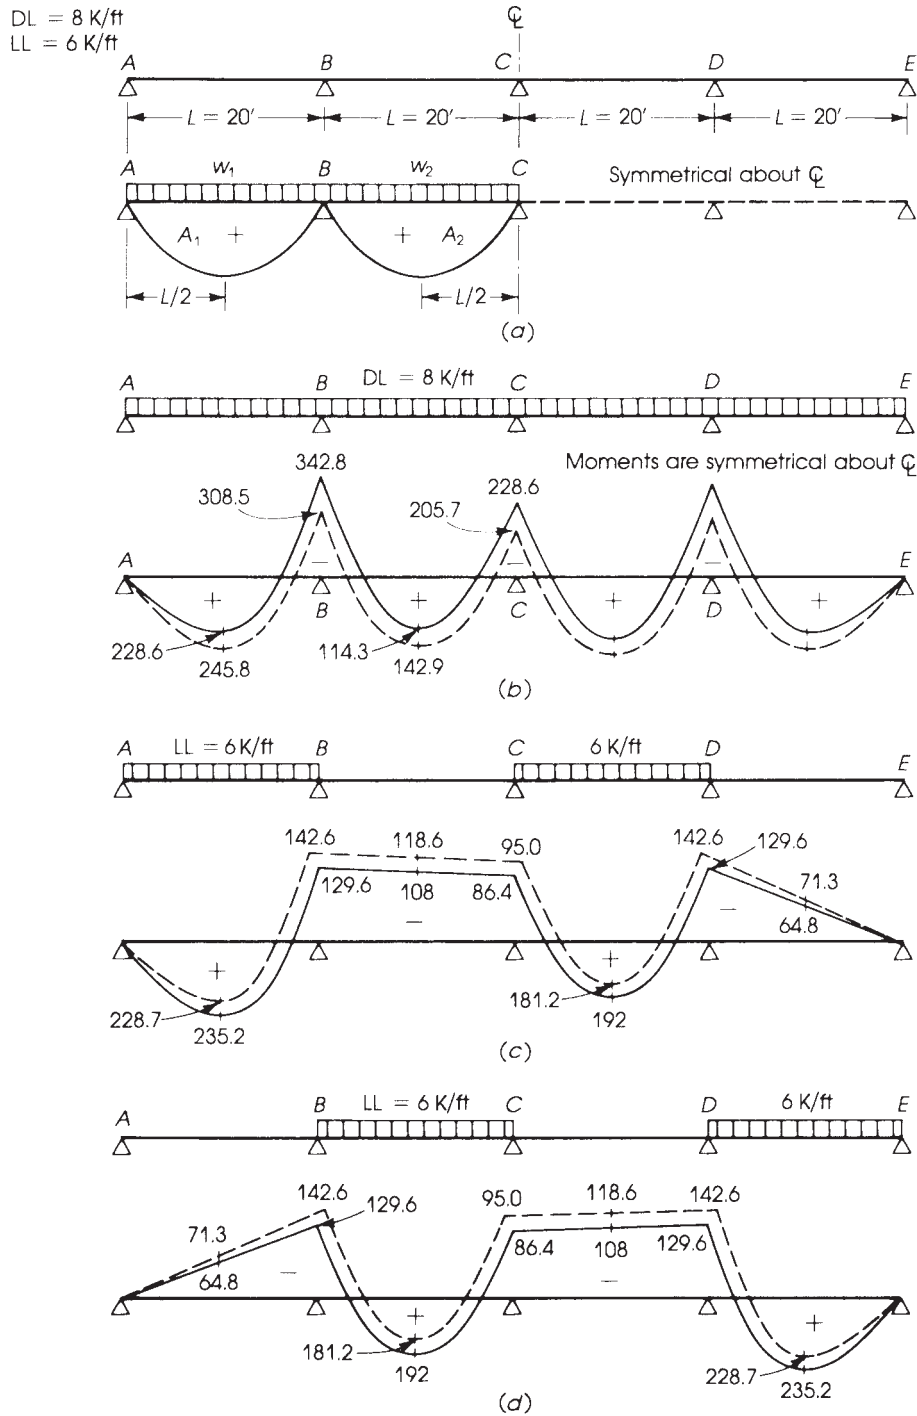 DL = 8 K/ft
LL = 6 K/ft
℄
A B C D E
L = 20' L = 20' L = 20' L = 20'
A w₁ B w₂ C
Symmetrical about ℄
A₁ + + A₂
L/2 L/2
(a)
A B DL = 8 K/ft C D E
Moments are symmetrical about ℄
342.8
308.5 228.6
205.7
A − − − E
+ B + C + D +
228.6 114.3
245.8 142.9
(b)
A LL = 6 K/ft B C 6 K/ft D E
142.6 118.6 95.0 142.6 129.6
129.6 108 86.4 71.3
− − 64.8
+ +
228.7 181.2
235.2 192
(c)
A B LL = 6 K/ft C D 6 K/ft E
142.6 129.6 95.0 118.6 142.6
71.3 86.4 108 129.6
64.8 − −
+ +
181.2 228.7
192 235.2
(d)